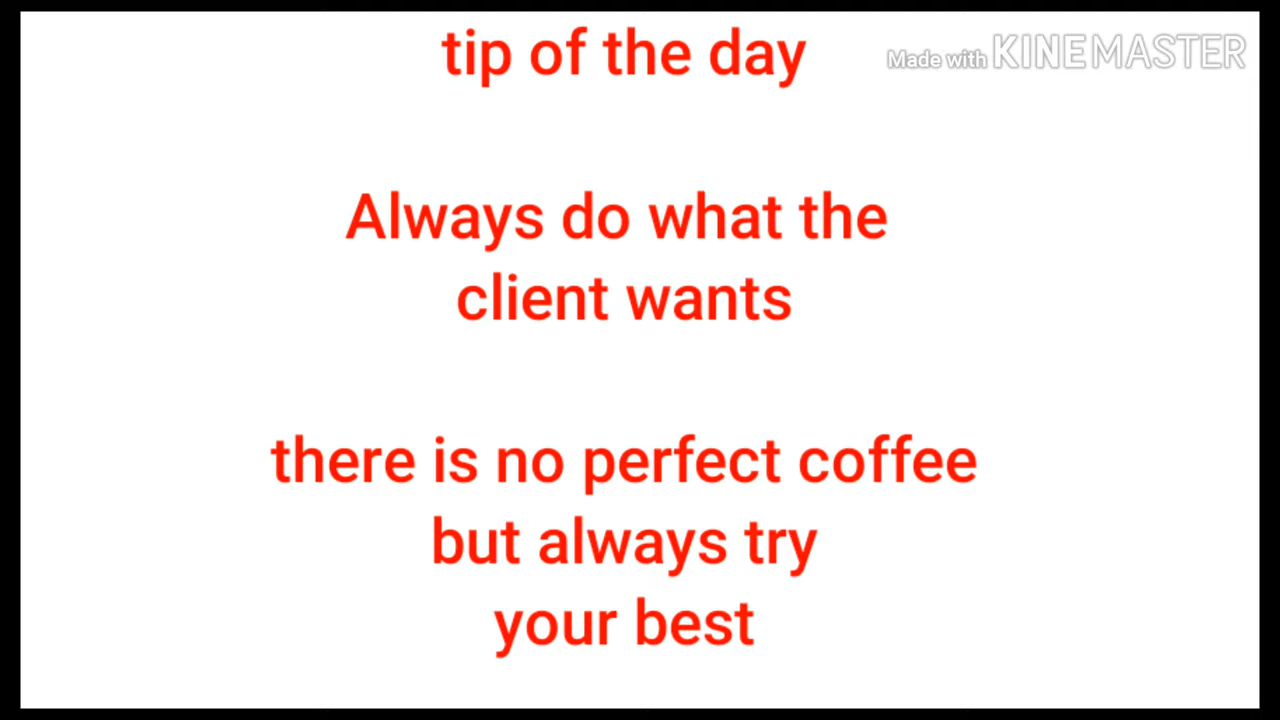 tip of the day
Made with KINEMASTER
Always do what the
client wants
there is no perfect coffee
but always try
your best